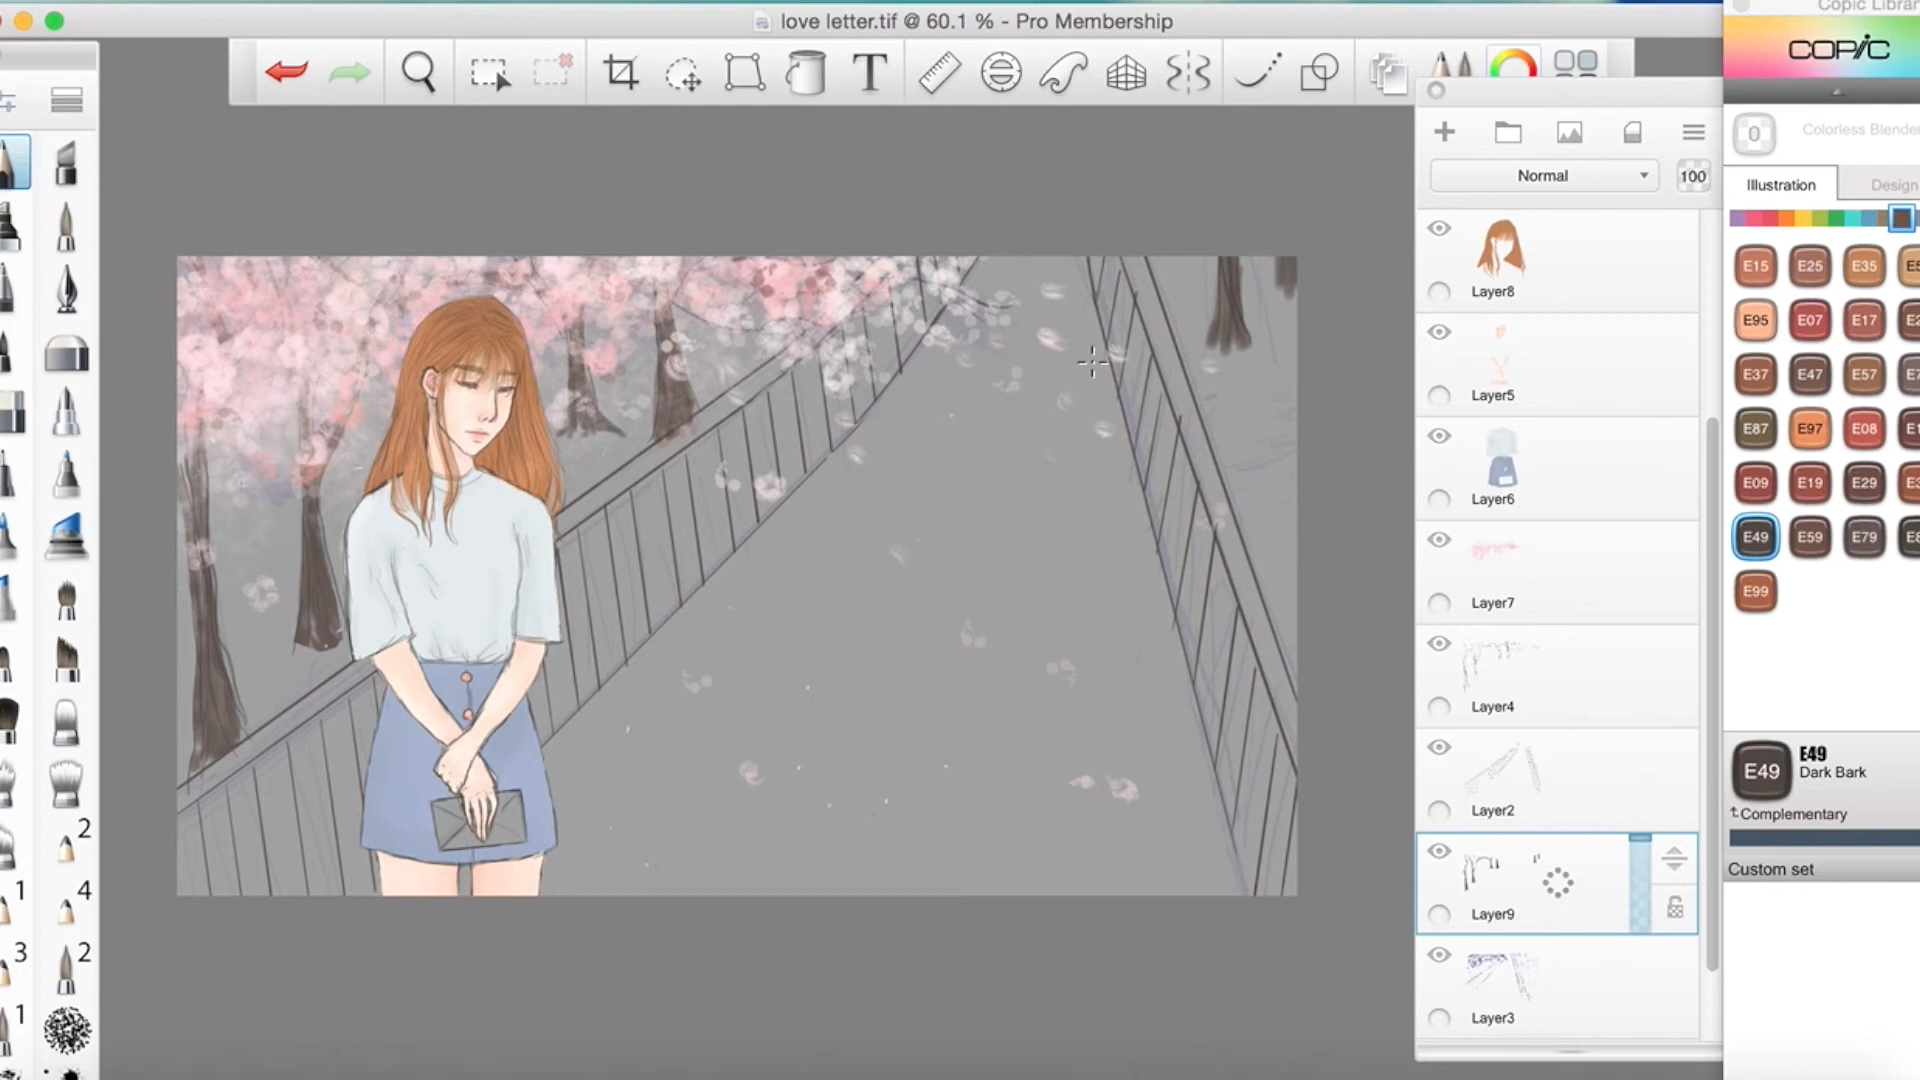 love letter.tif @ 60.1 % - Pro Membership
Copic Library
COPIC
0
Colorless Blender
Normal
100
Illustration
Design
Layer8
E15
E25
E35
Layer5
E95
E07
E17
E37
E47
E57
Layer6
E87
E97
E08
E09
E19
E29
Layer7
E49
E59
E79
E99
Layer4
Layer2
E49
E49
Dark Bark
Complementary
Custom set
Layer9
Layer3
2
1
4
3
2
1